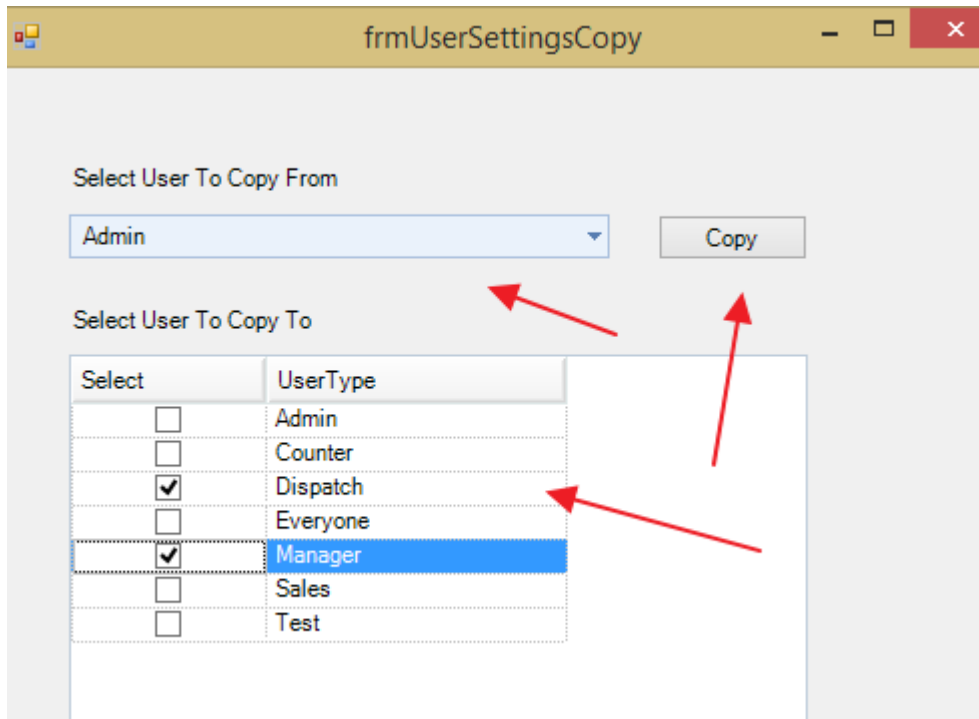 frmUserSettingsCopy
Select User To Copy From
Admin Copy
Select User To Copy To
Select UserType
Admin
Counter
Dispatch
Everyone
Manager
Sales
Test